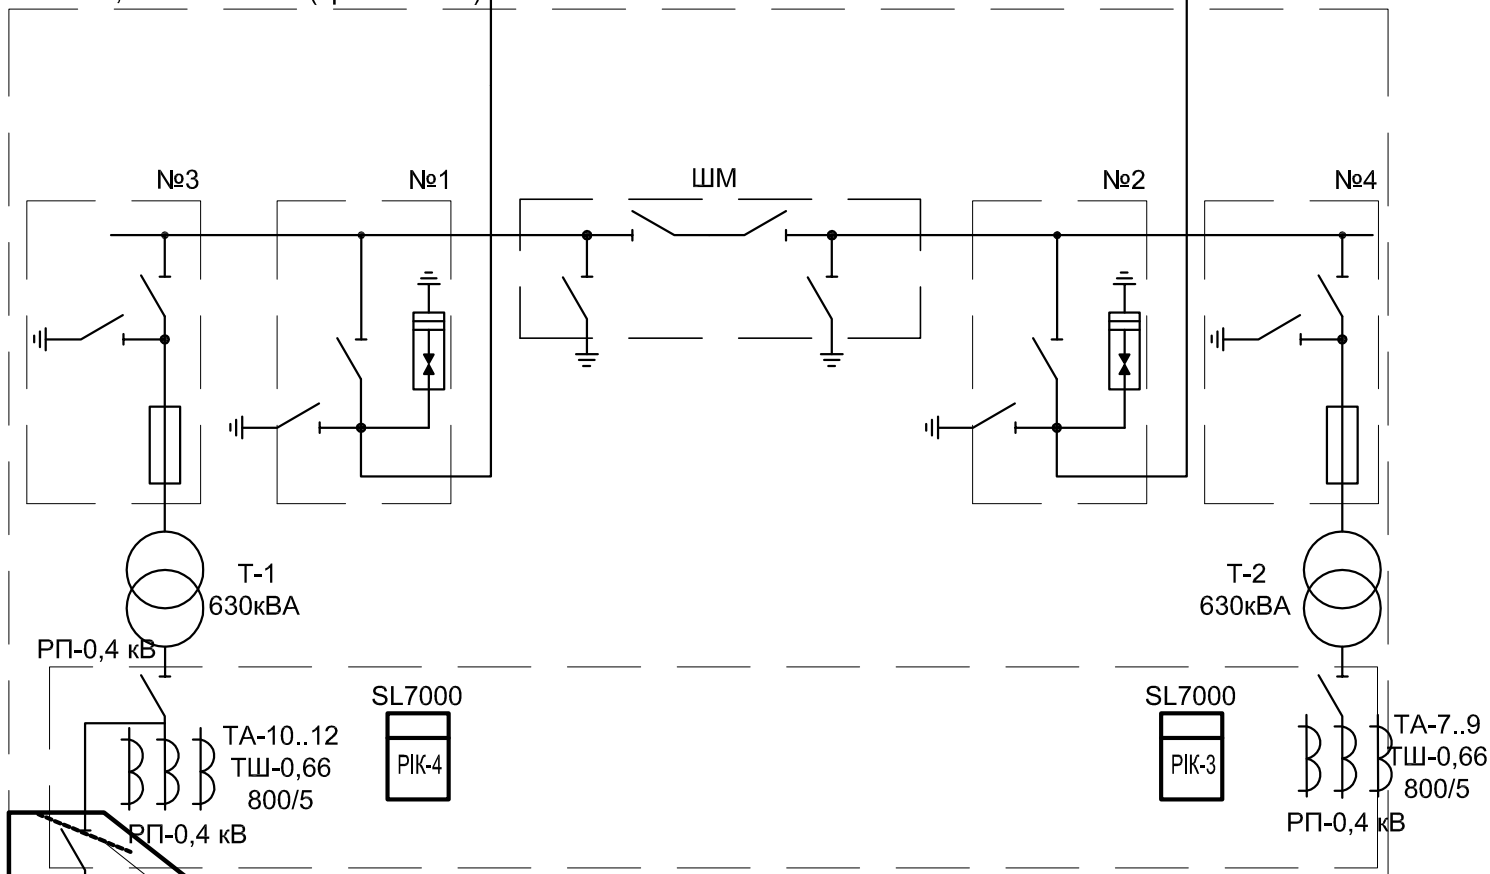 №3
№1
ШМ
№2
№4
Т-1
630кВА
Т-2
630кВА
РП-0,4 кВ
SL7000
SL7000
РІК-4
РІК-3
ТА-10..12
ТШ-0,66
800/5
ТА-7..9
ТШ-0,66
800/5
РП-0,4 кВ
РП-0,4 кВ